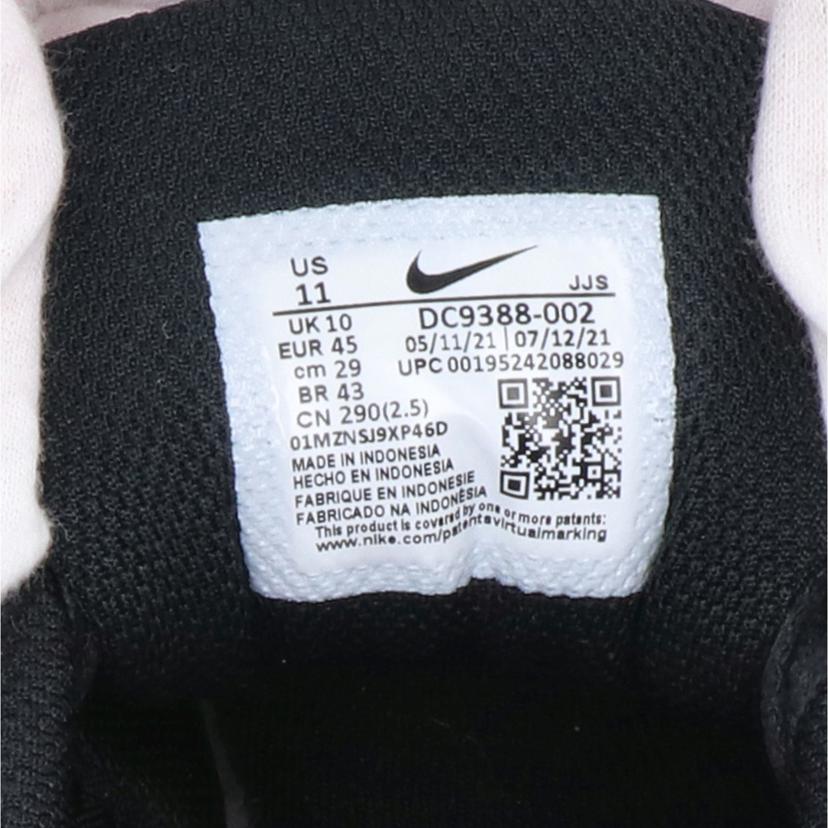 US
11
JJS
UK 10
EUR 45
cm 29
BR 43
CN 290(2.5)
DC9388-002
05/11/21 | 07/12/21
UPC 00195242088029
01MZNSJ9XP46D
MADE IN INDONESIA
HECHO EN INDONESIA
FABRIQUE EN INDONESIE
FABRICADO NA INDONÉSIA
This product is covered by one or more patents:
www.nike.com/patentsvirtualmarking